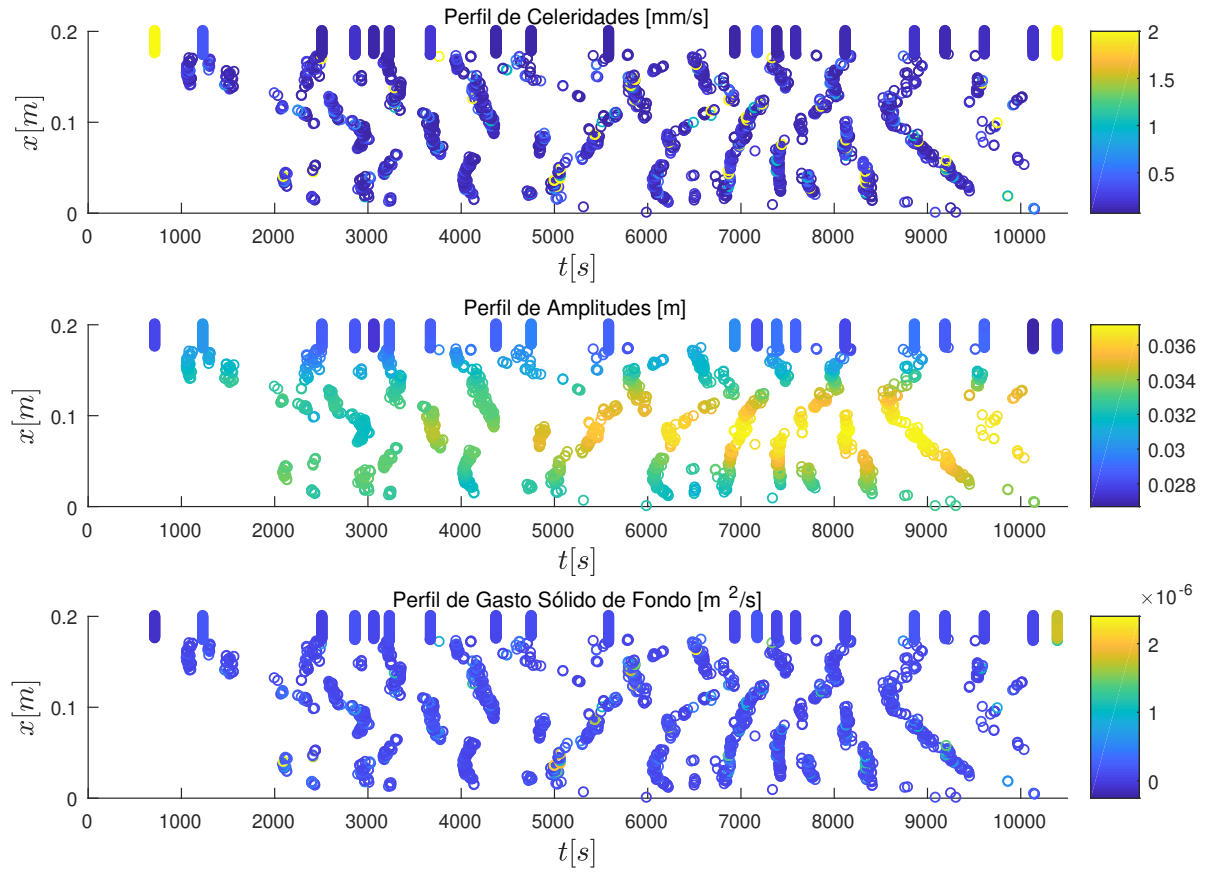 Perfil de Celeridades [mm/s]
0.2
0.1
0
x[m]
0 1000 2000 3000 4000 5000 6000 7000 8000 9000 10000
t[s]
2
1.5
1
0.5
Perfil de Amplitudes [m]
0.2
0.1
0
x[m]
0 1000 2000 3000 4000 5000 6000 7000 8000 9000 10000
t[s]
0.036
0.034
0.032
0.03
0.028
Perfil de Gasto Sólido de Fondo [m ²/s]
0.2
0.1
0
x[m]
0 1000 2000 3000 4000 5000 6000 7000 8000 9000 10000
t[s]
×10⁻⁶
2
1
0